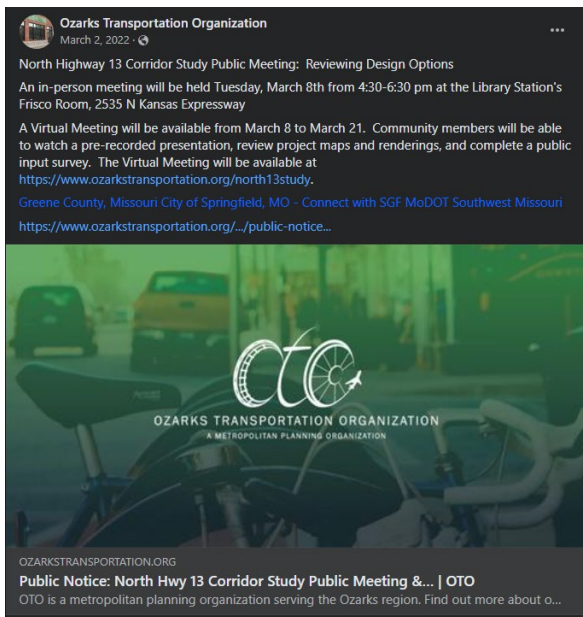 Ozarks Transportation Organization
March 2, 2022 ·
North Highway 13 Corridor Study Public Meeting: Reviewing Design Options
An in-person meeting will be held Tuesday, March 8th from 4:30-6:30 pm at the Library Station's
Frisco Room, 2535 N Kansas Expressway
A Virtual Meeting will be available from March 8 to March 21. Community members will be able
to watch a pre-recorded presentation, review project maps and renderings, and complete a public
input survey. The Virtual Meeting will be available at
https://www.ozarkstransportation.org/north13study.
Greene County, Missouri City of Springfield, MO - Connect with SGF MoDOT Southwest Missouri
https://www.ozarkstransportation.org/.../public-notice...
OTO
OZARKS TRANSPORTATION ORGANIZATION
A METROPOLITAN PLANNING ORGANIZATION
OZARKSTRANSPORTATION.ORG
Public Notice: North Hwy 13 Corridor Study Public Meeting &... | OTO
OTO is a metropolitan planning organization serving the Ozarks region. Find out more about o...